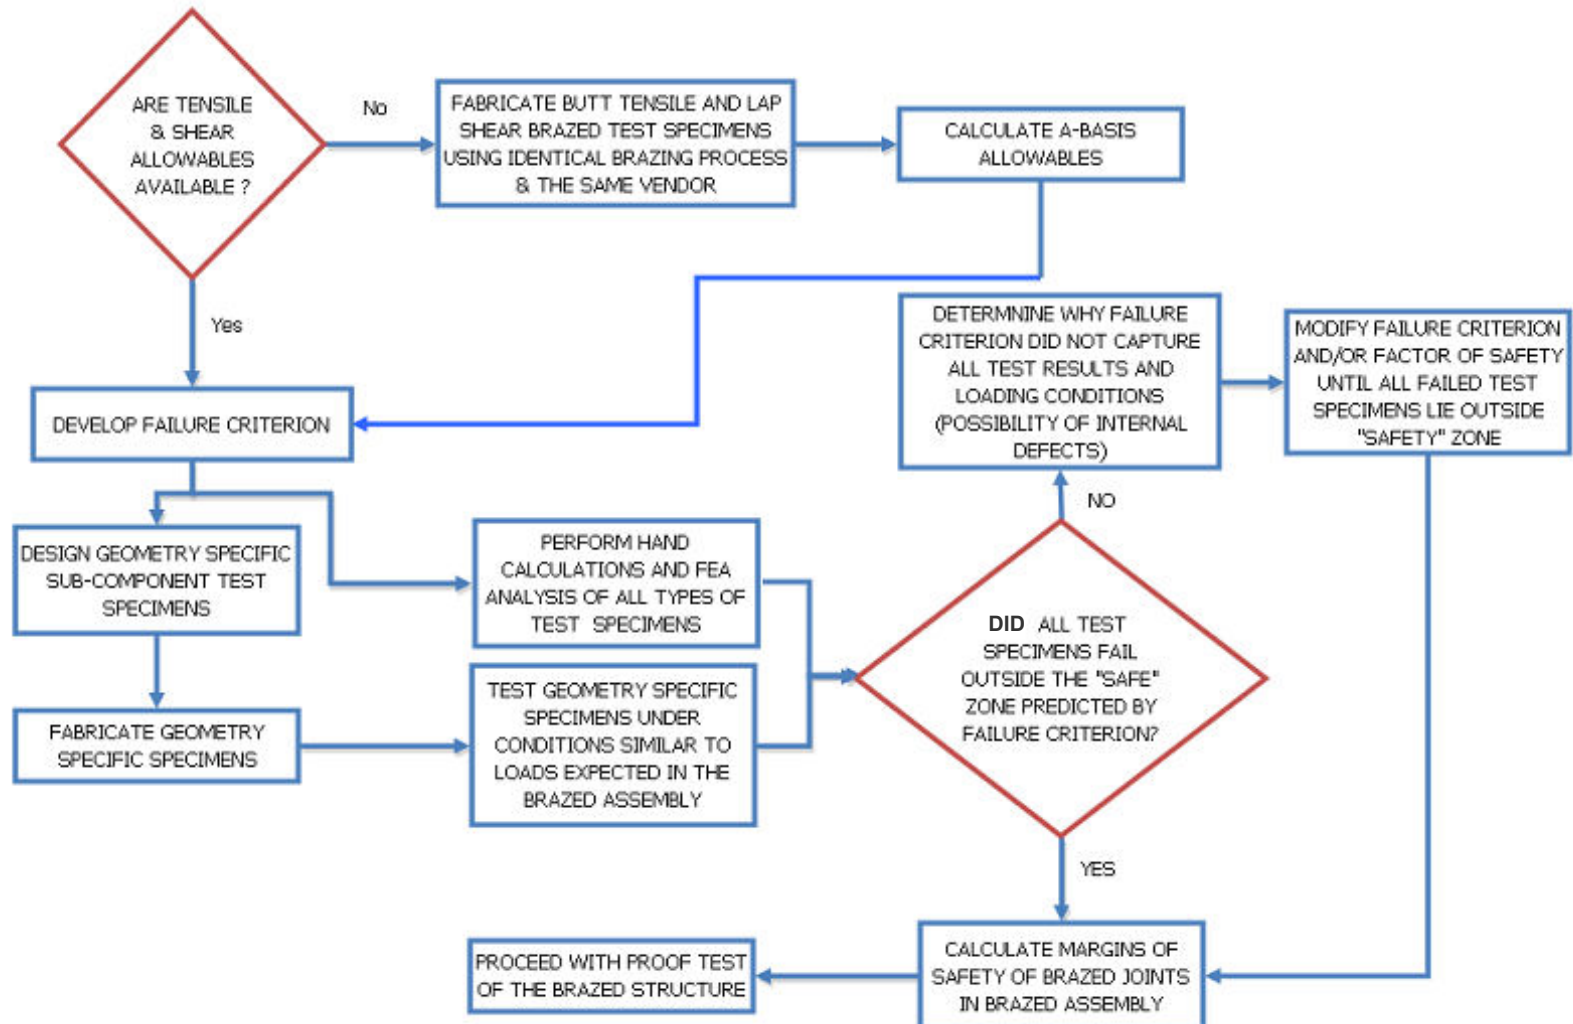 ARE TENSILE
& SHEAR
ALLOWABLES
AVAILABLE ?
No
FABRICATE BUTT TENSILE AND LAP
SHEAR BRAZED TEST SPECIMENS
USING IDENTICAL BRAZING PROCESS
& THE SAME VENDOR
CALCULATE A-BASIS
ALLOWABLES
Yes
DEVELOP FAILURE CRITERION
DETERMNINE WHY FAILURE
CRITERION DID NOT CAPTURE
ALL TEST RESULTS AND
LOADING CONDITIONS
(POSSIBILITY OF INTERNAL
DEFECTS)
MODIFY FAILURE CRITERION
AND/OR FACTOR OF SAFETY
UNTIL ALL FAILED TEST
SPECIMENS LIE OUTSIDE
"SAFETY" ZONE
NO
DESIGN GEOMETRY SPECIFIC
SUB-COMPONENT TEST
SPECIMENS
PERFORM HAND
CALCULATIONS AND FEA
ANALYSIS OF ALL TYPES OF
TEST SPECIMENS
DID ALL TEST
SPECIMENS FAIL
OUTSIDE THE "SAFE"
ZONE PREDICTED BY
FAILURE CRITERION?
FABRICATE GEOMETRY
SPECIFIC SPECIMENS
TEST GEOMETRY SPECIFIC
SPECIMENS UNDER
CONDITIONS SIMILAR TO
LOADS EXPECTED IN THE
BRAZED ASSEMBLY
YES
CALCULATE MARGINS OF
SAFETY OF BRAZED JOINTS
IN BRAZED ASSEMBLY
PROCEED WITH PROOF TEST
OF THE BRAZED STRUCTURE